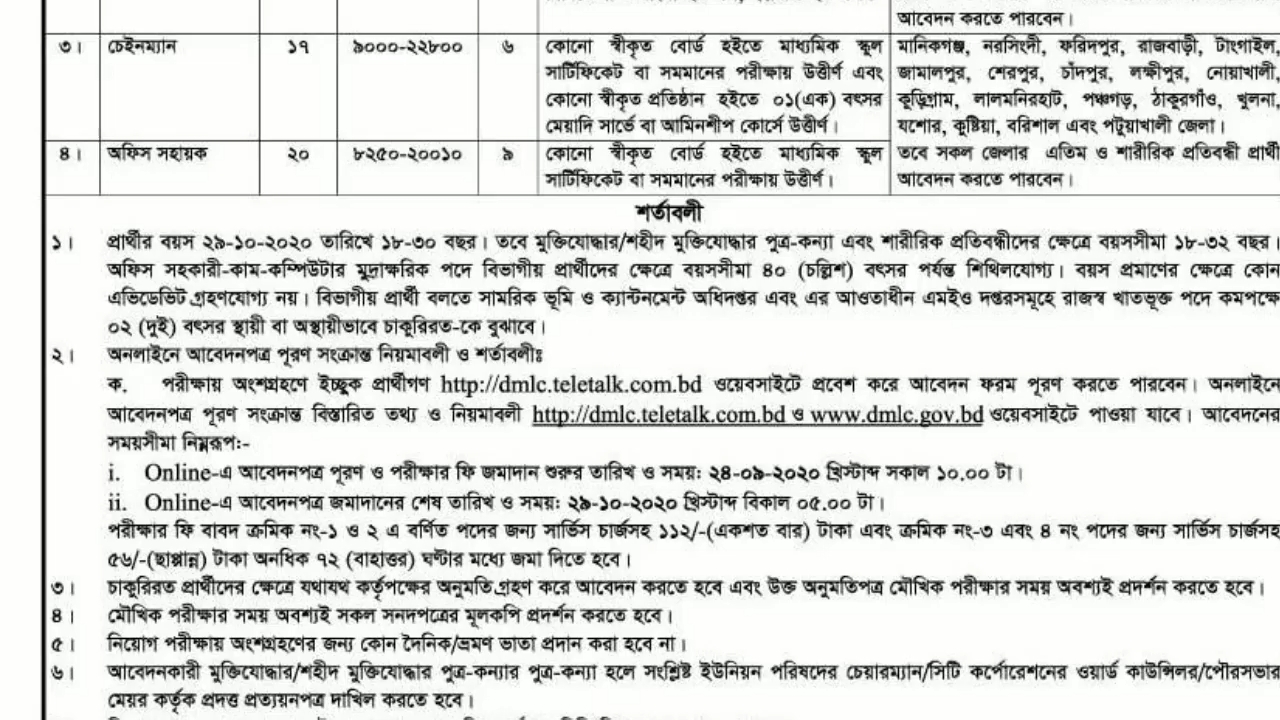 আবেদন করতে পারবেন।
৩। চেইনম্যান ১৭ ৯০০০-২২৮০০ ৬ কোনো স্বীকৃত বোর্ড হইতে মাধ্যমিক স্কুল মানিকগঞ্জ, নরসিংদী, ফরিদপুর, রাজবাড়ী, টাংগাইল,
সার্টিফিকেট বা সমমানের পরীক্ষায় উত্তীর্ণ এবং জামালপুর, শেরপুর, চাঁদপুর, লক্ষীপুর, নোয়াখালী,
কোনো স্বীকৃত প্রতিষ্ঠান হইতে ০১(এক) বৎসর কুড়িগ্রাম, লালমনিরহাট, পঞ্চগড়, ঠাকুরগাঁও, খুলনা,
মেয়াদি সার্ভে বা আমিনশীপ কোর্সে উত্তীর্ণ। যশোর, কুষ্টিয়া, বরিশাল এবং পটুয়াখালী জেলা।
৪। অফিস সহায়ক ২০ ৮২৫০-২০০১০ ৯ কোনো স্বীকৃত বোর্ড হইতে মাধ্যমিক স্কুল তবে সকল জেলার এতিম ও শারীরিক প্রতিবন্ধী প্রার্থী
সার্টিফিকেট বা সমমানের পরীক্ষায় উত্তীর্ণ। আবেদন করতে পারবেন।
শর্তাবলী
১। প্রার্থীর বয়স ২৯-১০-২০২০ তারিখে ১৮-৩০ বছর। তবে মুক্তিযোদ্ধার/শহীদ মুক্তিযোদ্ধার পুত্র-কন্যা এবং শারীরিক প্রতিবন্ধীদের ক্ষেত্রে বয়সসীমা ১৮-৩২ বছর।
অফিস সহকারী-কাম-কম্পিউটার মুদ্রাক্ষরিক পদে বিভাগীয় প্রার্থীদের ক্ষেত্রে বয়সসীমা ৪০ (চল্লিশ) বৎসর পর্যন্ত শিথিলযোগ্য। বয়স প্রমাণের ক্ষেত্রে কোন
এভিডেভিট গ্রহণযোগ্য নয়। বিভাগীয় প্রার্থী বলতে সামরিক ভূমি ও ক্যান্টনমেন্ট অধিদপ্তর এবং এর আওতাধীন এমইও দপ্তরসমূহে রাজস্ব খাতভূক্ত পদে কমপক্ষে
০২ (দুই) বৎসর স্থায়ী বা অস্থায়ীভাবে চাকুরিরত-কে বুঝাবে।
২। অনলাইনে আবেদনপত্র পূরণ সংক্রান্ত নিয়মাবলী ও শর্তাবলীঃ
ক. পরীক্ষায় অংশগ্রহণে ইচ্ছুক প্রার্থীগণ http://dmlc.teletalk.com.bd ওয়েবসাইটে প্রবেশ করে আবেদন ফরম পূরণ করতে পারবেন। অনলাইনে
আবেদনপত্র পূরণ সংক্রান্ত বিস্তারিত তথ্য ও নিয়মাবলী http://dmlc.teletalk.com.bd ও www.dmlc.gov.bd ওয়েবসাইটে পাওয়া যাবে। আবেদনের
সময়সীমা নিম্নরূপ:-
i. Online-এ আবেদনপত্র পূরণ ও পরীক্ষার ফি জমাদান শুরুর তারিখ ও সময়: ২৪-০৯-২০২০ খ্রিস্টাব্দ সকাল ১০.০০ টা।
ii. Online-এ আবেদনপত্র জমাদানের শেষ তারিখ ও সময়: ২৯-১০-২০২০ খ্রিস্টাব্দ বিকাল ০৫.০০ টা।
পরীক্ষার ফি বাবদ ক্রমিক নং-১ ও ২ এ বর্ণিত পদের জন্য সার্ভিস চার্জসহ ১১২/-(একশত বার) টাকা এবং ক্রমিক নং-৩ এবং ৪ নং পদের জন্য সার্ভিস চার্জসহ
৫৬/-(ছাপ্পান্ন) টাকা অনধিক ৭২ (বাহাত্তর) ঘণ্টার মধ্যে জমা দিতে হবে।
৩। চাকুরিরত প্রার্থীদের ক্ষেত্রে যথাযথ কর্তৃপক্ষের অনুমতি গ্রহণ করে আবেদন করতে হবে এবং উক্ত অনুমতিপত্র মৌখিক পরীক্ষার সময় অবশ্যই প্রদর্শন করতে হবে।
৪। মৌখিক পরীক্ষার সময় অবশ্যই সকল সনদপত্রের মূলকপি প্রদর্শন করতে হবে।
৫। নিয়োগ পরীক্ষায় অংশগ্রহণের জন্য কোন দৈনিক/ভ্রমণ ভাতা প্রদান করা হবে না।
৬। আবেদনকারী মুক্তিযোদ্ধার/শহীদ মুক্তিযোদ্ধার পুত্র-কন্যার পুত্র-কন্যা হলে সংশ্লিষ্ট ইউনিয়ন পরিষদের চেয়ারম্যান/সিটি কর্পোরেশনের ওয়ার্ড কাউন্সিলর/পৌরসভার
মেয়র কর্তৃক প্রদত্ত প্রত্যয়নপত্র দাখিল করতে হবে।